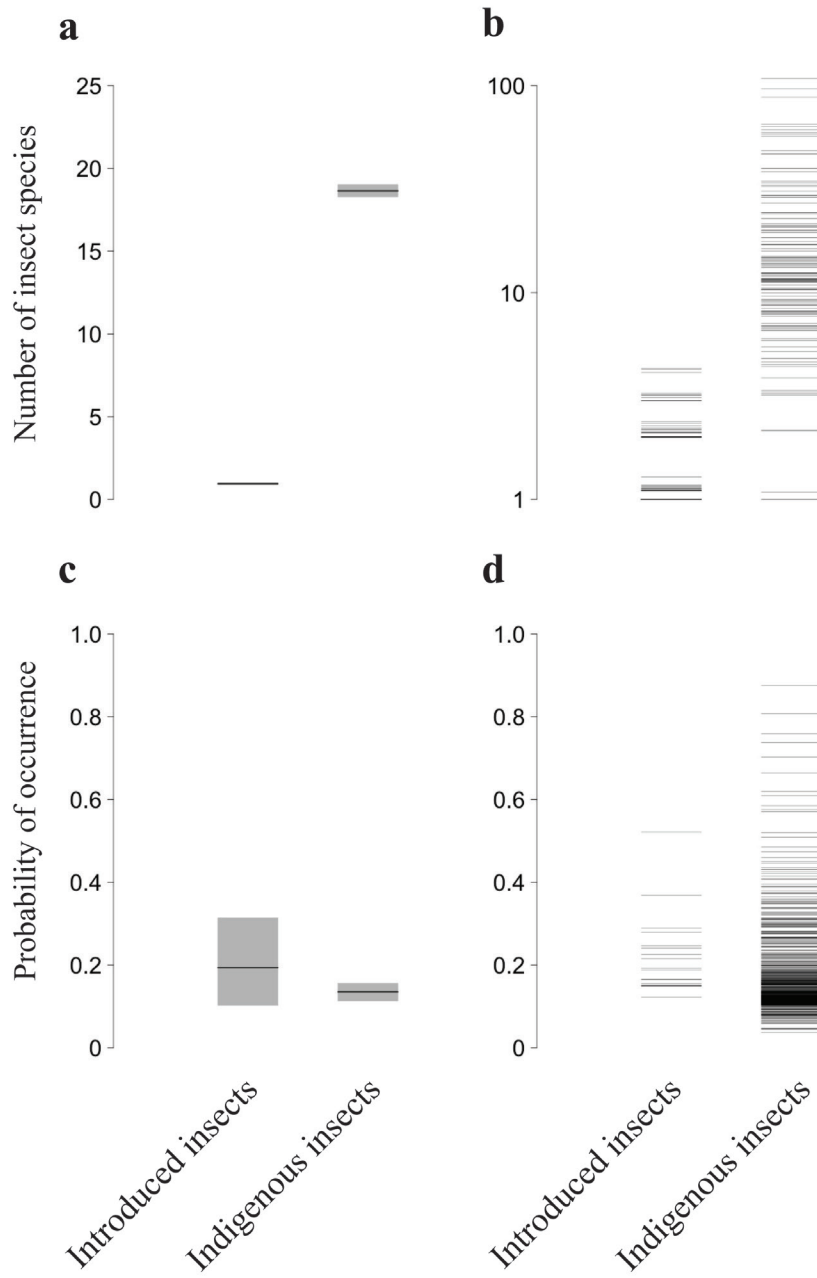 a
Number of insect species
25
20
15
10
5
0
b
100
10
1
c
Probability of occurrence
1.0
0.8
0.6
0.4
0.2
0
Introduced insects
Indigenous insects
d
1.0
0.8
0.6
0.4
0.2
0
Introduced insects
Indigenous insects